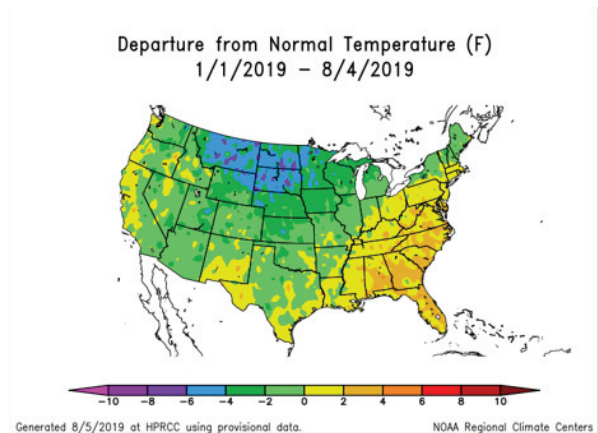 Departure from Normal Temperature (F)
1/1/2019 – 8/4/2019
-10 -8 -6 -4 -2 0 2 4 6 8 10
Generated 8/5/2019 at HPRCC using provisional data. NOAA Regional Climate Centers